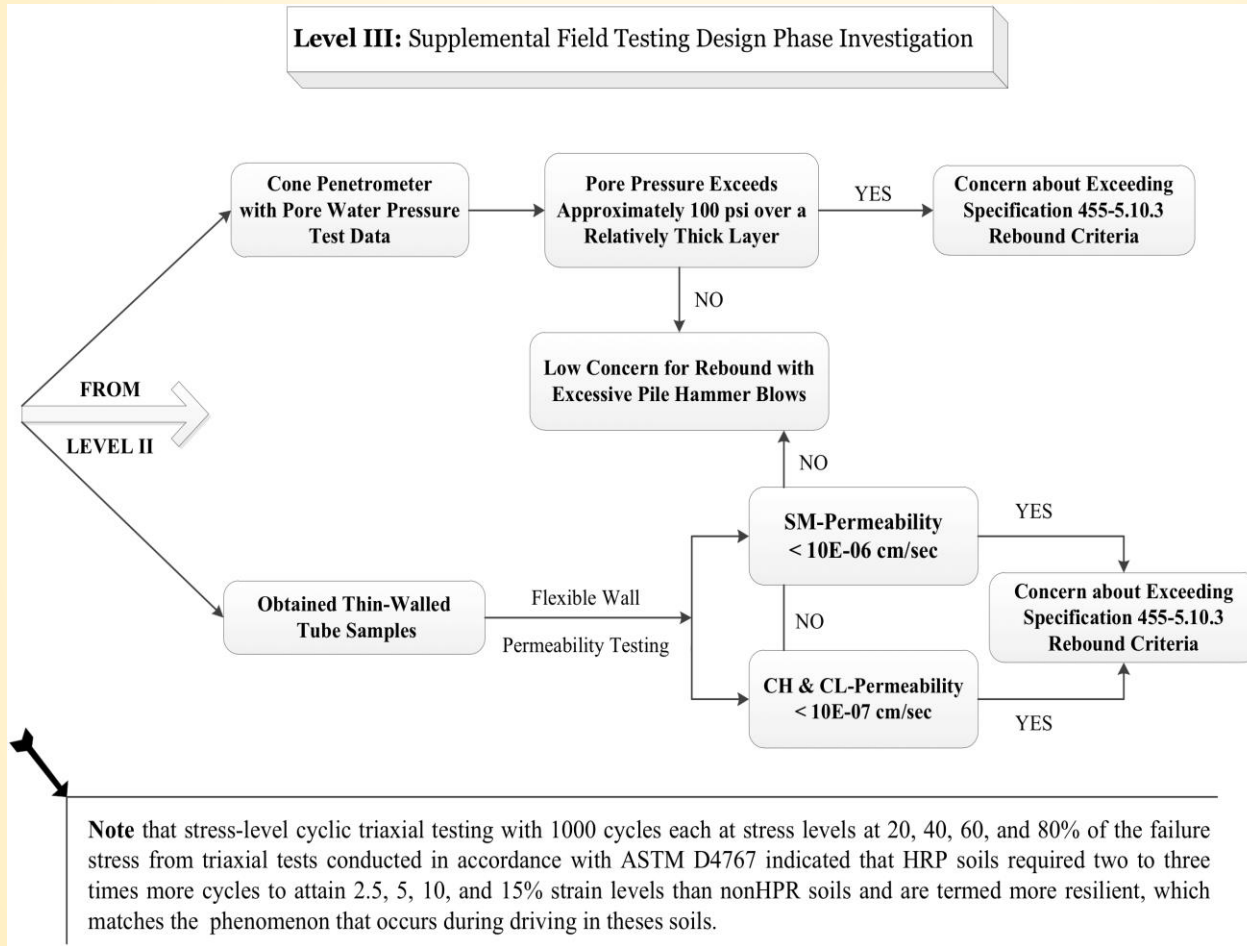 Level III: Supplemental Field Testing Design Phase Investigation
Cone Penetrometer
with Pore Water Pressure
Test Data
Pore Pressure Exceeds
Approximately 100 psi over a
Relatively Thick Layer
YES
Concern about Exceeding
Specification 455-5.10.3
Rebound Criteria
NO
Low Concern for Rebound with
Excessive Pile Hammer Blows
FROM
LEVEL II
NO
SM-Permeability
< 10E-06 cm/sec
YES
Obtained Thin-Walled
Tube Samples
Flexible Wall
Permeability Testing
NO
Concern about Exceeding
Specification 455-5.10.3
Rebound Criteria
CH & CL-Permeability
< 10E-07 cm/sec
YES
Note that stress-level cyclic triaxial testing with 1000 cycles each at stress levels at 20, 40, 60, and 80% of the failure
stress from triaxial tests conducted in accordance with ASTM D4767 indicated that HRP soils required two to three
times more cycles to attain 2.5, 5, 10, and 15% strain levels than nonHPR soils and are termed more resilient, which
matches the phenomenon that occurs during driving in theses soils.